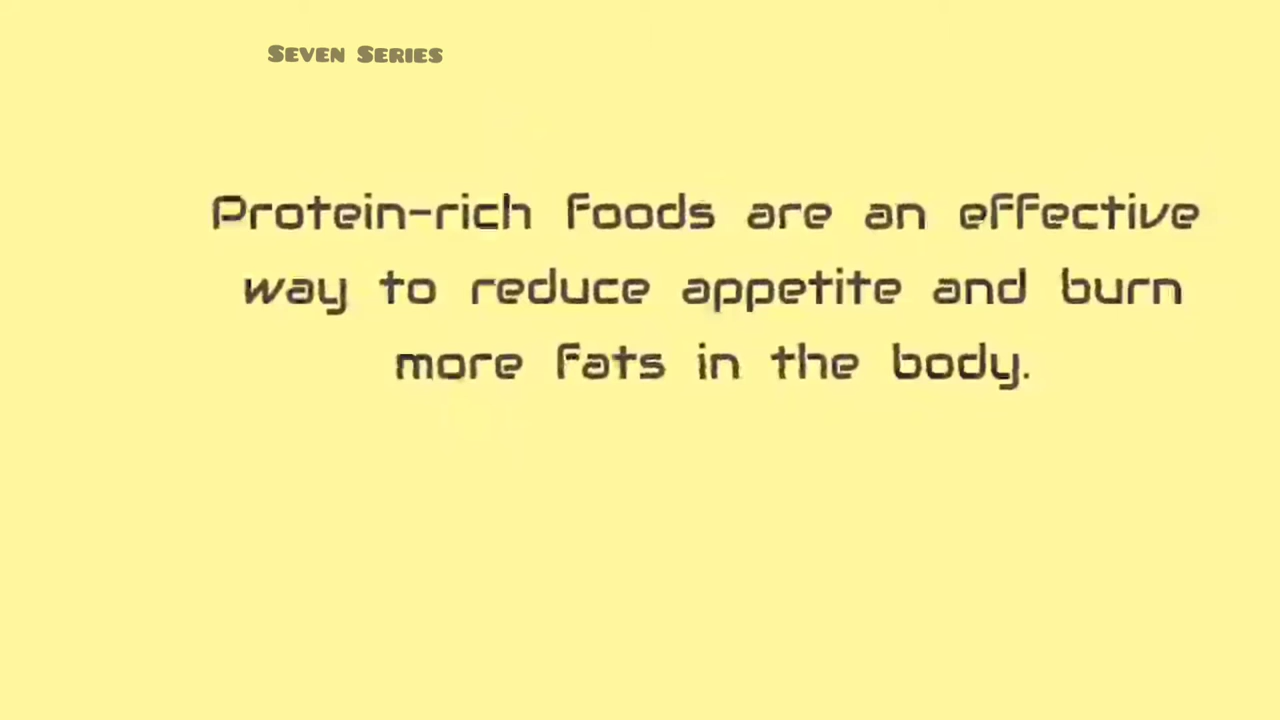 Seven Series
Protein-rich foods are an effective
way to reduce appetite and burn
more fats in the body.